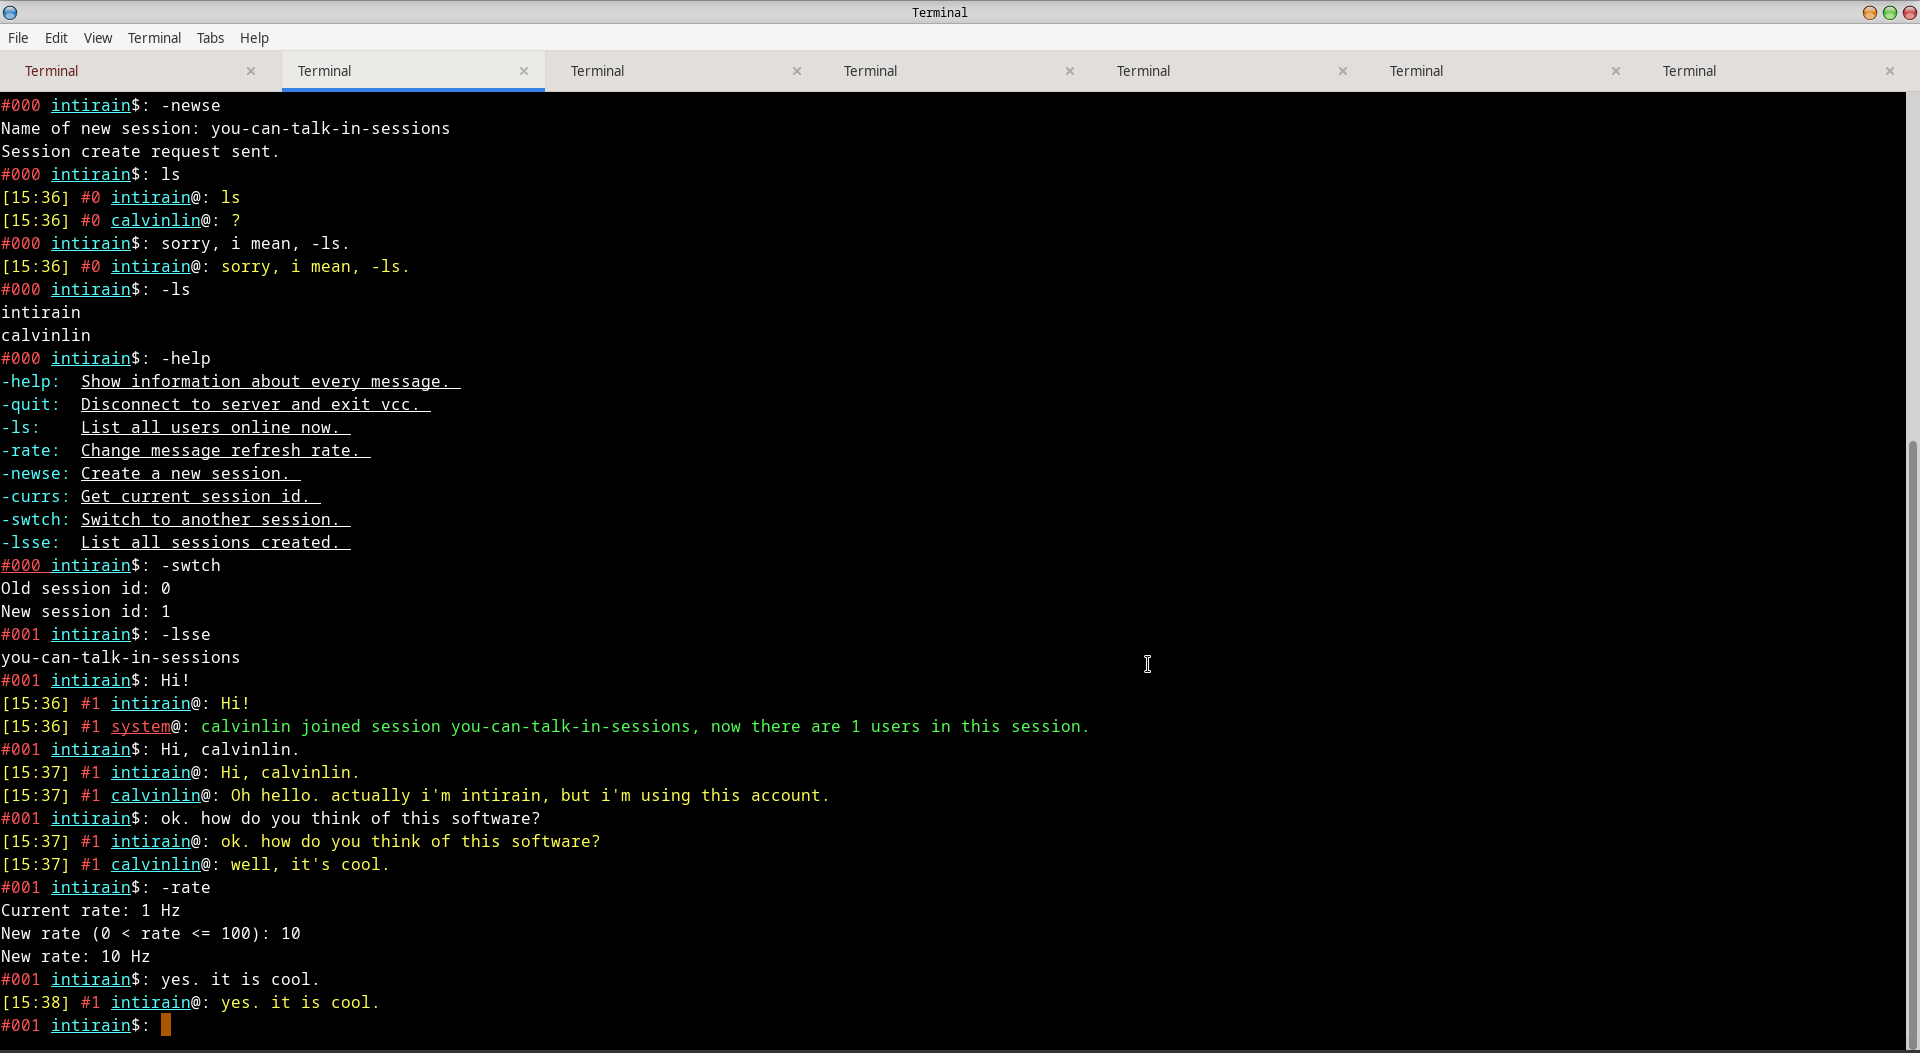 Terminal
File Edit View Terminal Tabs Help
Terminal Terminal Terminal Terminal Terminal Terminal Terminal
#000 intirain$: -newse
Name of new session: you-can-talk-in-sessions
Session create request sent.
#000 intirain$: ls
[15:36] #0 intirain@: ls
[15:36] #0 calvinlin@: ?
#000 intirain$: sorry, i mean, -ls.
[15:36] #0 intirain@: sorry, i mean, -ls.
#000 intirain$: -ls
intirain
calvinlin
#000 intirain$: -help
-help:  Show information about every message.
-quit:  Disconnect to server and exit vcc.
-ls:    List all users online now.
-rate:  Change message refresh rate.
-newse: Create a new session.
-currs: Get current session id.
-swtch: Switch to another session.
-lsse:  List all sessions created.
#000 intirain$: -swtch
Old session id: 0
New session id: 1
#001 intirain$: -lsse
you-can-talk-in-sessions
#001 intirain$: Hi!
[15:36] #1 intirain@: Hi!
[15:36] #1 system@: calvinlin joined session you-can-talk-in-sessions, now there are 1 users in this session.
#001 intirain$: Hi, calvinlin.
[15:37] #1 intirain@: Hi, calvinlin.
[15:37] #1 calvinlin@: Oh hello. actually i'm intirain, but i'm using this account.
#001 intirain$: ok. how do you think of this software?
[15:37] #1 intirain@: ok. how do you think of this software?
[15:37] #1 calvinlin@: well, it's cool.
#001 intirain$: -rate
Current rate: 1 Hz
New rate (0 < rate <= 100): 10
New rate: 10 Hz
#001 intirain$: yes. it is cool.
[15:38] #1 intirain@: yes. it is cool.
#001 intirain$: